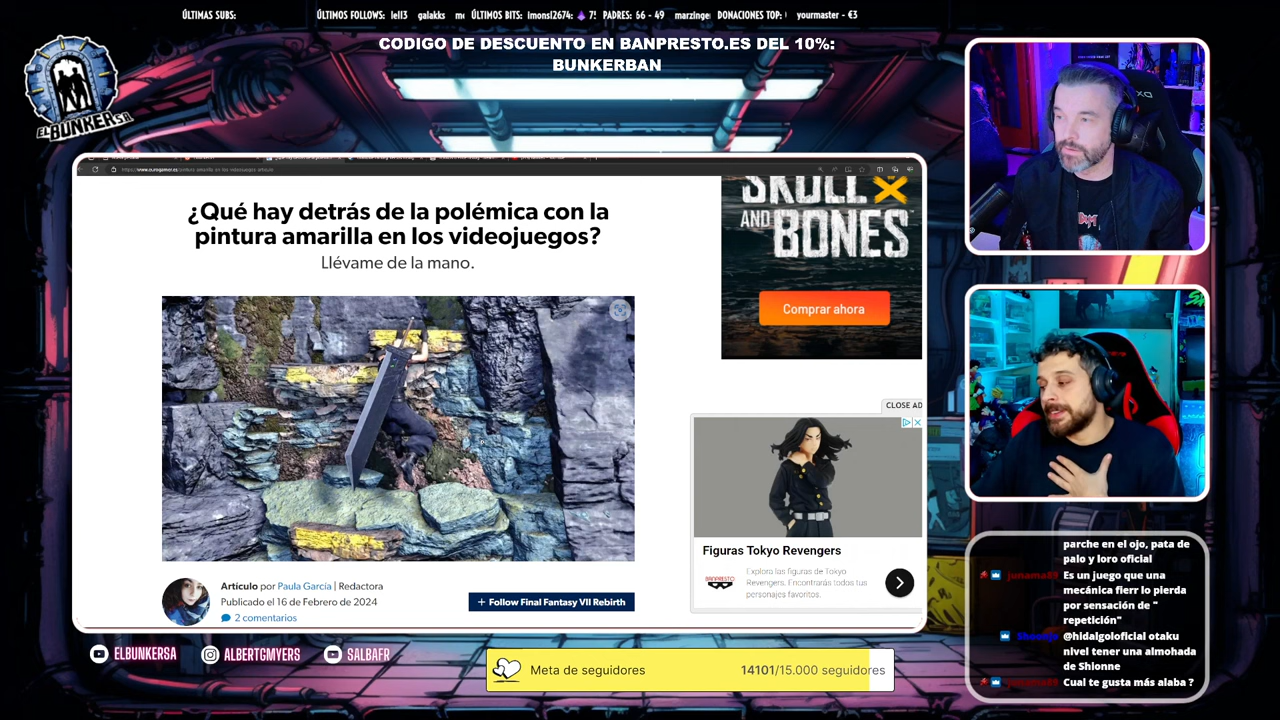 ÚLTIMAS SUBS:
ÚLTIMOS FOLLOWS: lell3 galakks
ÚLTIMOS BITS: lmonsi2674: 7!
PADRES: 56 - 49 marzinge
DONACIONES TOP: yourmaster - €3
CODIGO DE DESCUENTO EN BANPRESTO.ES DEL 10%:
BUNKERBAN
ELBUNKERSA
¿Qué hay detrás de la polémica con la
pintura amarilla en los videojuegos?
Llévame de la mano.
SKULL
AND BONES
Comprar ahora
CLOSE AD
Figuras Tokyo Revengers
BANPRESTO
Explora las figuras de Tokyo
Revengers. Encontrarás todos tus
personajes favoritos.
Artículo por Paula García | Redactora
Publicado el 16 de Febrero de 2024
2 comentarios
+ Follow Final Fantasy VII Rebirth
ELBUNKERSA
ALBERTGMYERS
SALBAFR
Meta de seguidores
14101/15.000 seguidores
parche en el ojo, pata de
palo y loro oficial
junama89 Es un juego que una
mecánica fierr lo pierda
por sensación de "
repetición"
@hidalgoloficial otaku
nivel tener una almohada
de Shionne
Cual te gusta más alaba ?